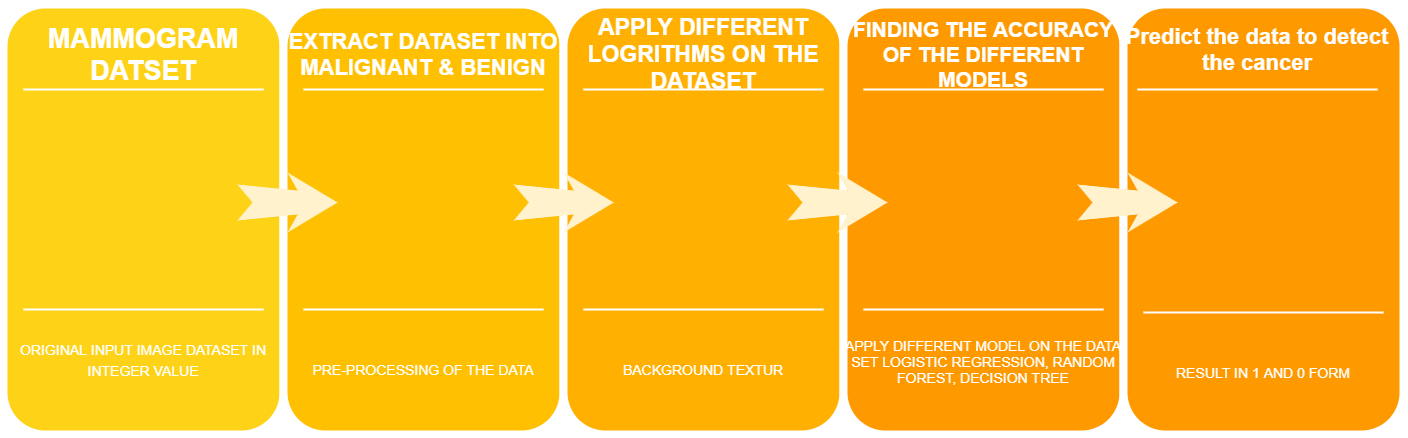 MAMMOGRAM
DATSET
ORIGINAL INPUT IMAGE DATASET IN
INTEGER VALUE
EXTRACT DATASET INTO
MALIGNANT & BENIGN
PRE-PROCESSING OF THE DATA
APPLY DIFFERENT
LOGRITHMS ON THE
DATASET
BACKGROUND TEXTUR
FINDING THE ACCURACY
OF THE DIFFERENT
MODELS
APPLY DIFFERENT MODEL ON THE DATA
SET LOGISTIC REGRESSION, RANDOM
FOREST, DECISION TREE
Predict the data to detect
the cancer
RESULT IN 1 AND 0 FORM